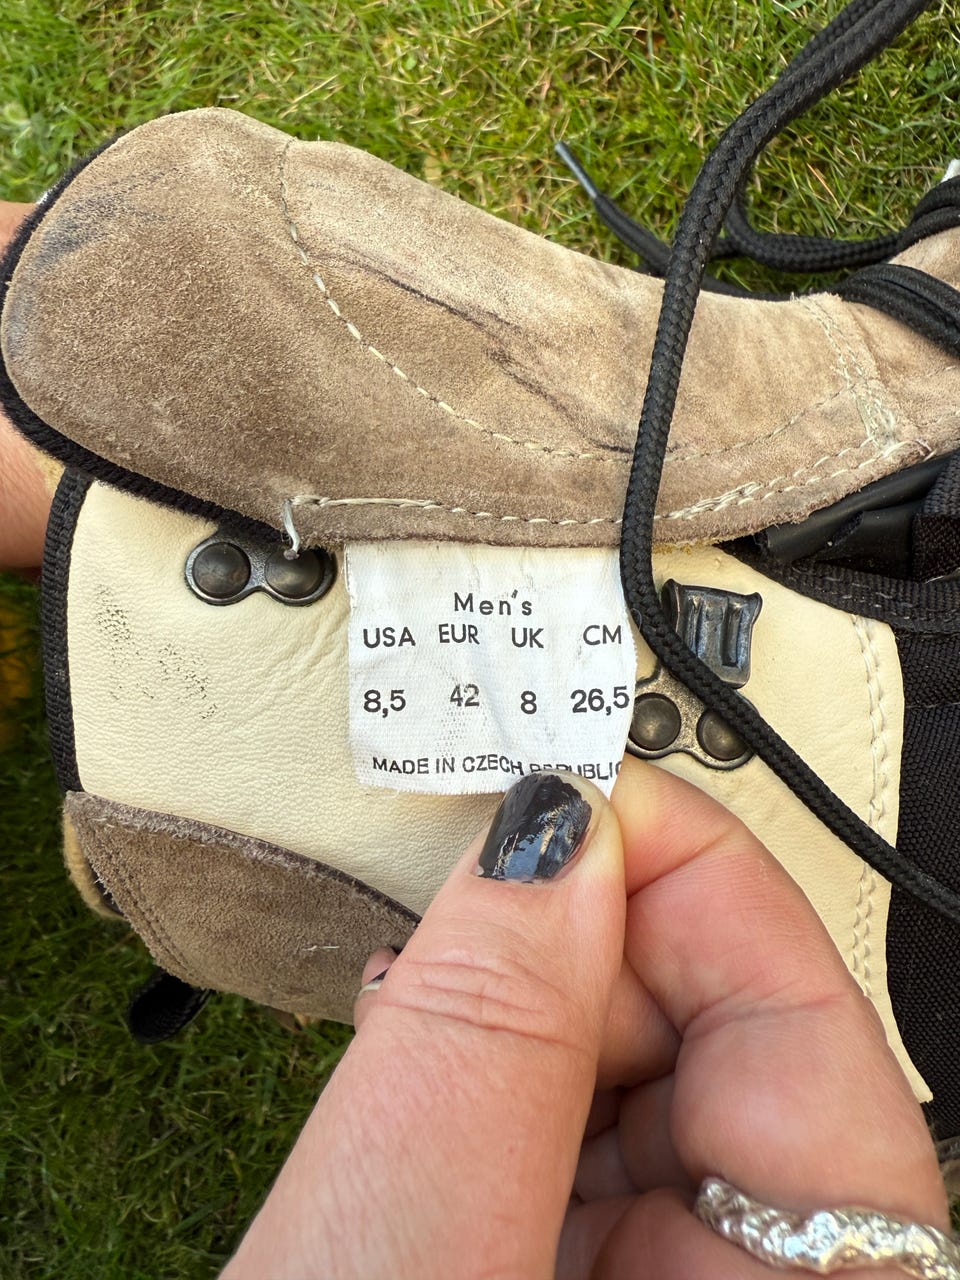 Men's
USA EUR UK CM
8,5 42 8 26,5
MADE IN CZECH REPUBLIC